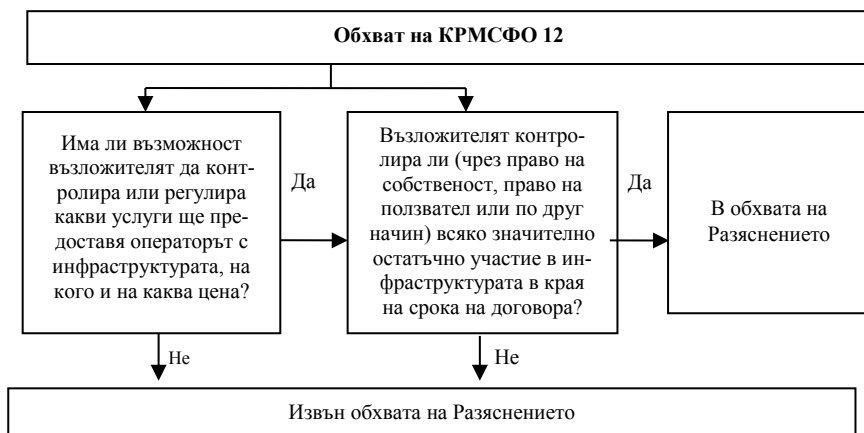 Обхват на КРМСФО 12
Има ли възможност
възложителят да конт-
ролира или регулира
какви услуги ще пре-
доставя операторът с
инфраструктурата, на
кого и на каква цена?
Да
Възложителят контро-
лира ли (чрез право на
собственост, право на
ползвател или по друг
начин) всяко значително
остатъчно участие в ин-
фраструктурата в края
на срока на договора?
Да
В обхвата на
Разяснението
Не
Не
Извън обхвата на Разяснението